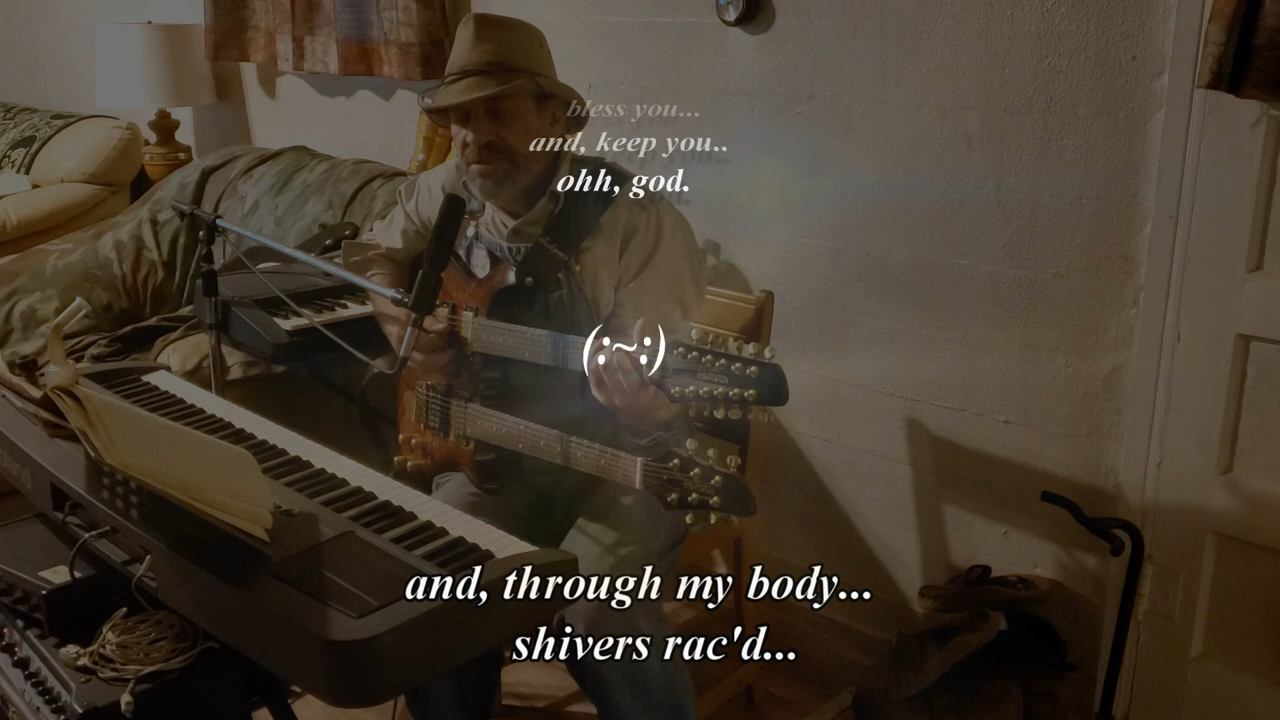 bless you...
and, keep you..
ohh, god.
(:~:)
and, through my body...
shivers rac'd...